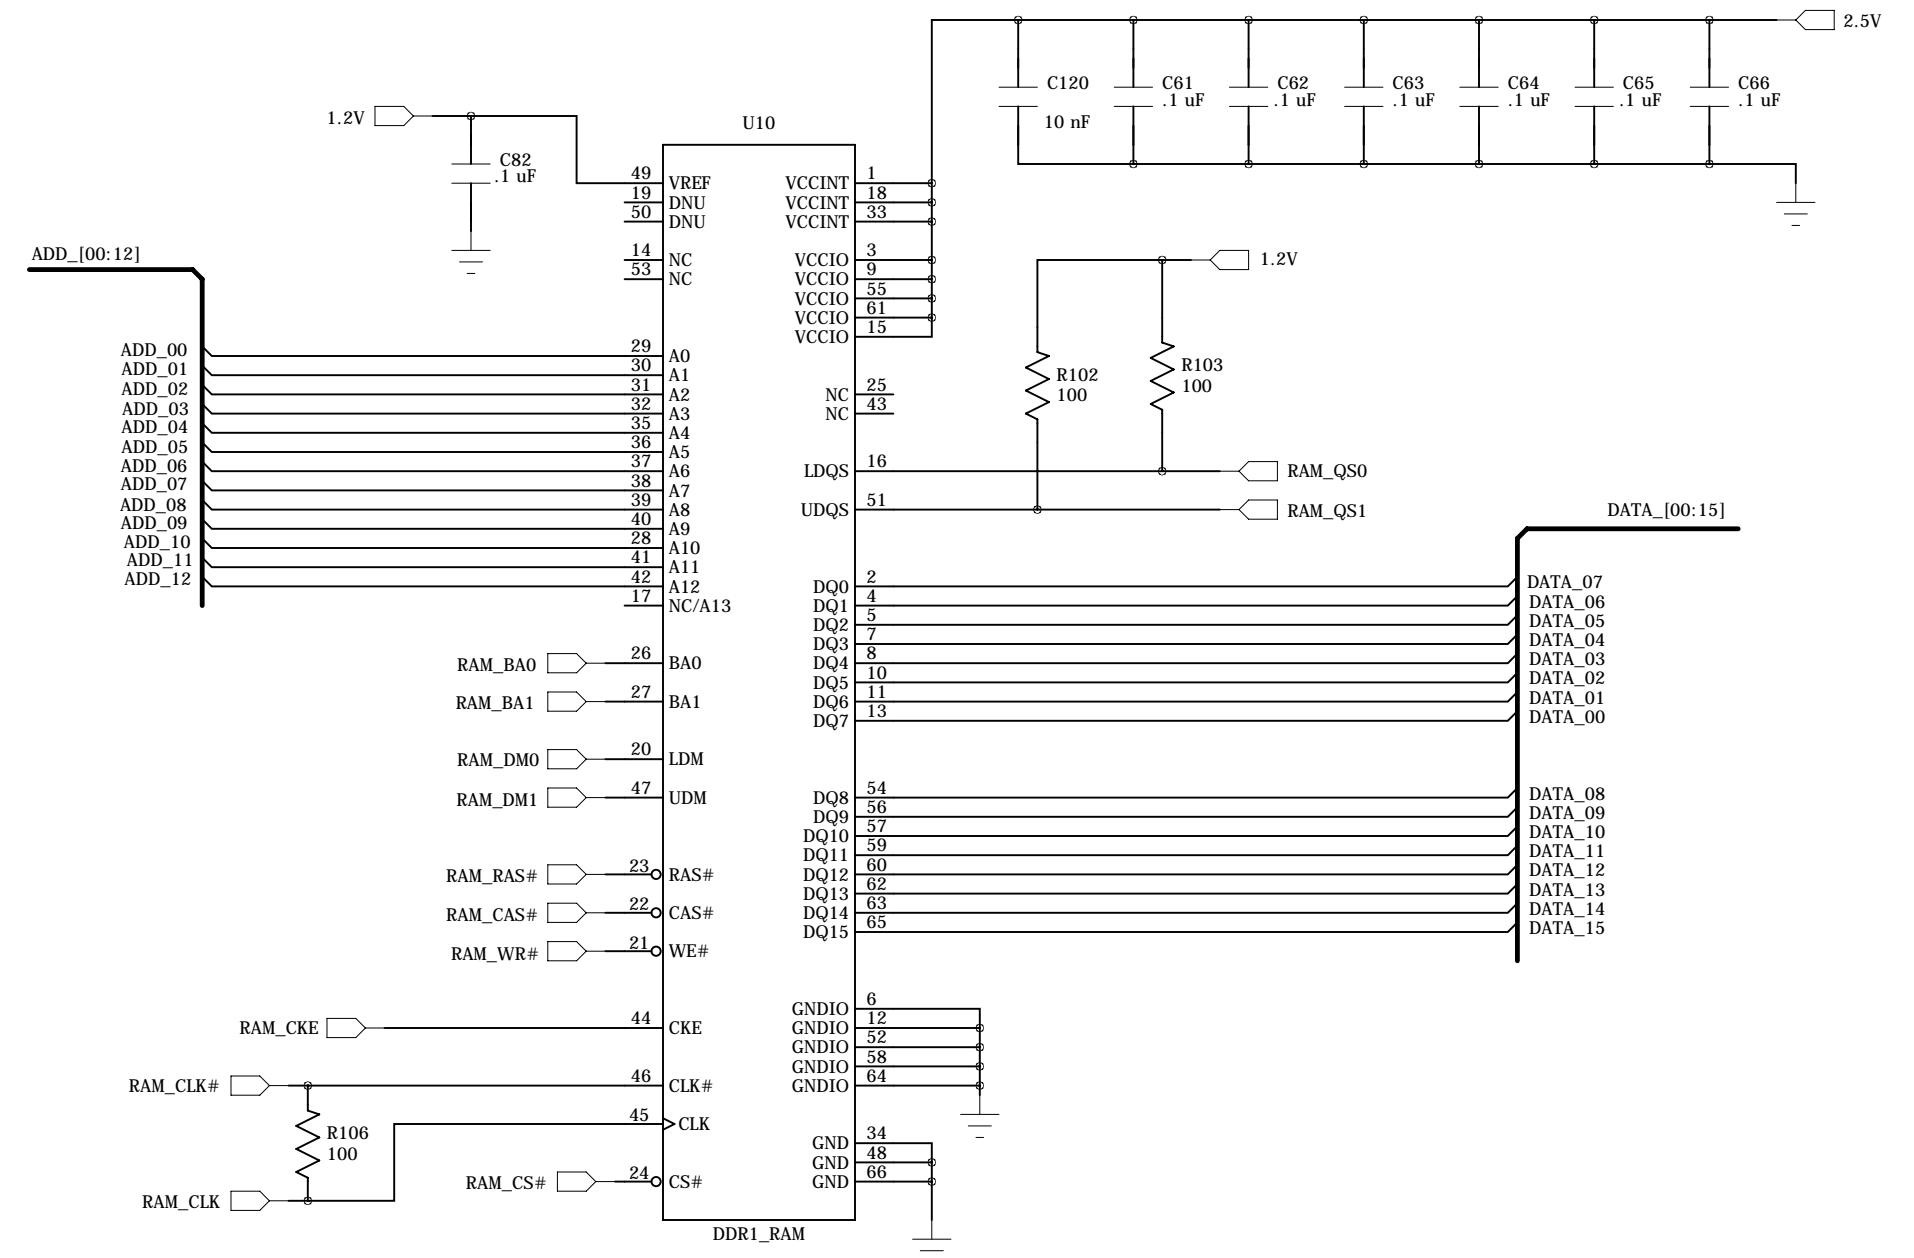 2.5V
C120
10 nF
C61
.1 uF
C62
.1 uF
C63
.1 uF
C64
.1 uF
C65
.1 uF
C66
.1 uF
1.2V
C82
.1 uF
U10
49 VREF
19 DNU
50 DNU
14 NC
53 NC
ADD_[00:12]
ADD_00 29 A0
ADD_01 30 A1
ADD_02 31 A2
ADD_03 32 A3
ADD_04 35 A4
ADD_05 36 A5
ADD_06 37 A6
ADD_07 38 A7
ADD_08 39 A8
ADD_09 40 A9
ADD_10 28 A10
ADD_11 41 A11
ADD_12 42 A12
17 NC/A13
RAM_BA0 26 BA0
RAM_BA1 27 BA1
RAM_DM0 20 LDM
RAM_DM1 47 UDM
RAM_RAS# 23 RAS#
RAM_CAS# 22 CAS#
RAM_WR# 21 WE#
RAM_CKE 44 CKE
RAM_CLK# 46 CLK#
45 CLK
R106
100
RAM_CLK
RAM_CS# 24 CS#
VCCINT 1
VCCINT 18
VCCINT 33
VCCIO 3
VCCIO 9
VCCIO 55
VCCIO 61
VCCIO 15
1.2V
R102
100
R103
100
NC 25
NC 43
LDQS 16 RAM_QS0
UDQS 51 RAM_QS1
DATA_[00:15]
DQ0 2 DATA_07
DQ1 4 DATA_06
DQ2 5 DATA_05
DQ3 7 DATA_04
DQ4 8 DATA_03
DQ5 10 DATA_02
DQ6 11 DATA_01
DQ7 13 DATA_00
DQ8 54 DATA_08
DQ9 56 DATA_09
DQ10 57 DATA_10
DQ11 59 DATA_11
DQ12 60 DATA_12
DQ13 62 DATA_13
DQ14 63 DATA_14
DQ15 65 DATA_15
GNDIO 6
GNDIO 12
GNDIO 52
GNDIO 58
GNDIO 64
GND 34
GND 48
GND 66
DDR1_RAM